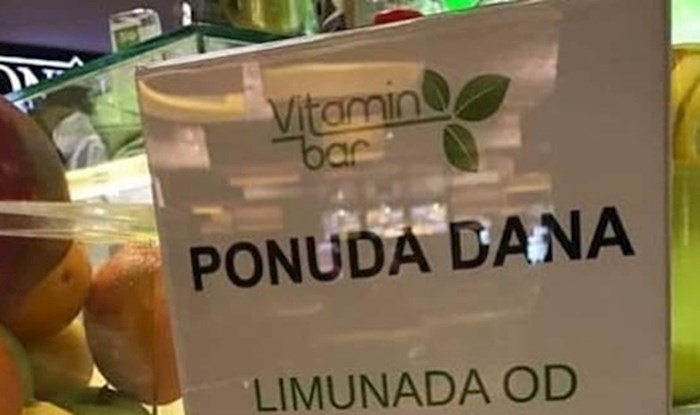 Vitamin
bar
PONUDA DANA
LIMUNADA OD